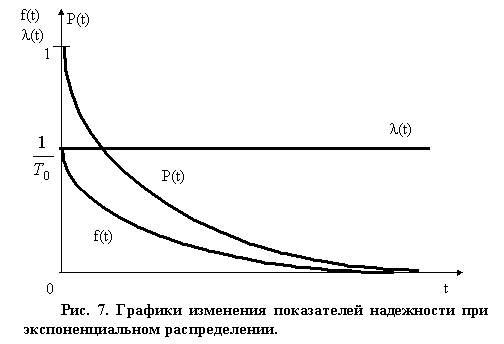 f(t)
λ(t)
P(t)
1
λ(t)
1
T0
P(t)
f(t)
0
t
Рис. 7. Графики изменения показателей надежности при
экспоненциальном распределении.